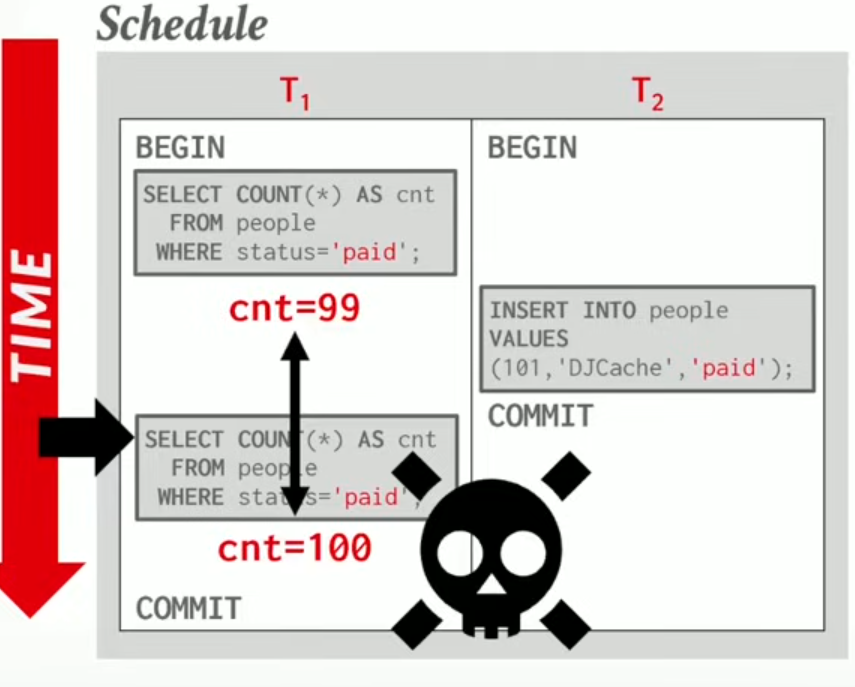 Schedule
TIME
T1
T2
BEGIN
SELECT COUNT(*) AS cnt
FROM people
WHERE status='paid';
cnt=99
SELECT COUNT(*) AS cnt
FROM people
WHERE status='paid';
cnt=100
COMMIT
BEGIN
INSERT INTO people
VALUES
(101,'DJCache','paid');
COMMIT